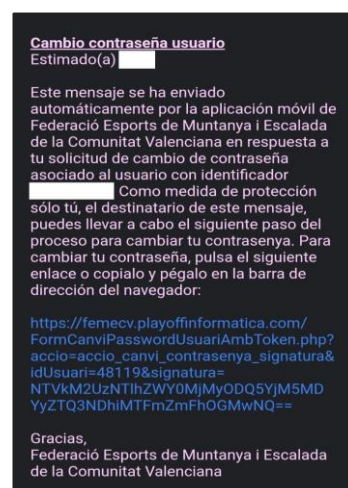 Cambio contraseña usuario
Estimado(a)
Este mensaje se ha enviado
automáticamente por la aplicación móvil de
Federació Esports de Muntanya i Escalada
de la Comunitat Valenciana en respuesta a
tu solicitud de cambio de contraseña
asociado al usuario con identificador
Como medida de protección
sólo tú, el destinatario de este mensaje,
puedes llevar a cabo el siguiente paso del
proceso para cambiar tu contrasenya. Para
cambiar tu contraseña, pulsa el siguiente
enlace o copialo y pégalo en la barra de
dirección del navegador:
https://femecv.playoffinformatica.com/
FormCanviPasswordUsuariAmbToken.php?
accio=accio_canvi_contrasenya_signatura&
idUsuari=48119&signatura=
NTVkM2UzNTlhZWY0MjMyODQ5YjM5MD
YyZTQ3NDhiMTFmZmFhOGMwNQ==
Gracias,
Federació Esports de Muntanya i Escalada
de la Comunitat Valenciana